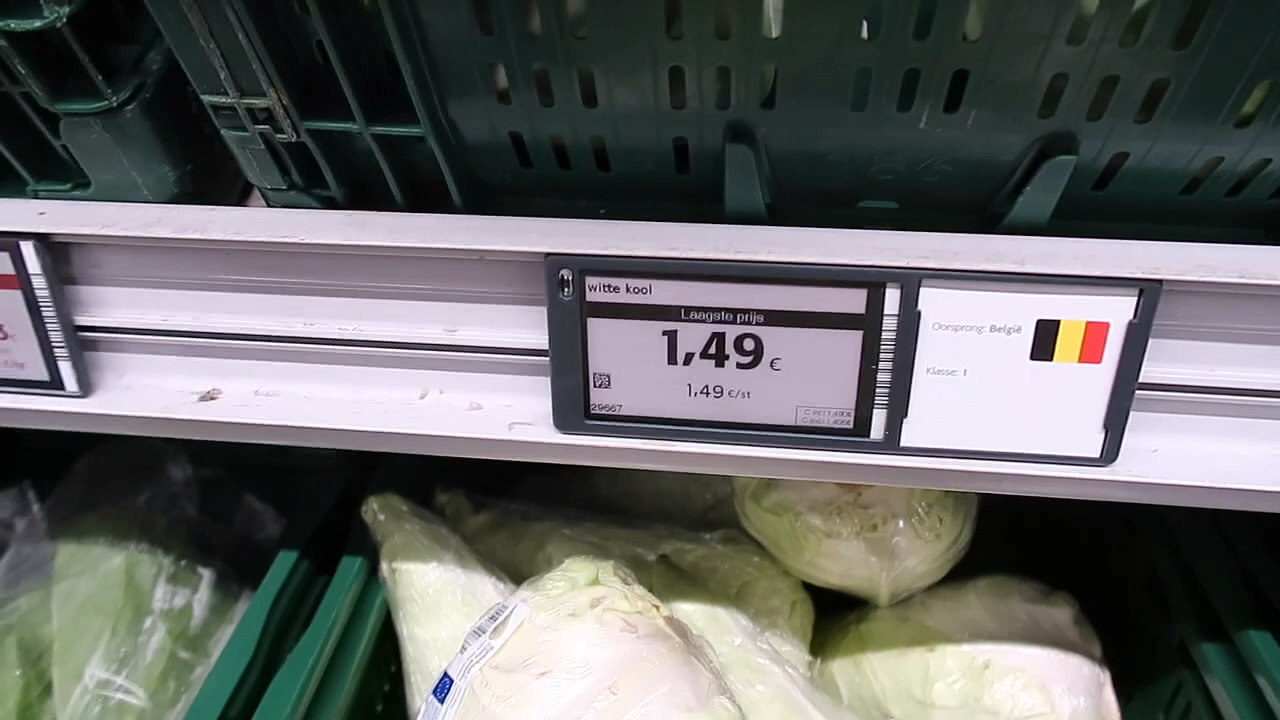 witte kool
Laagste prijs
1,49 €
1,49 €/st
29667
Oorsprong: België
Klasse: 1